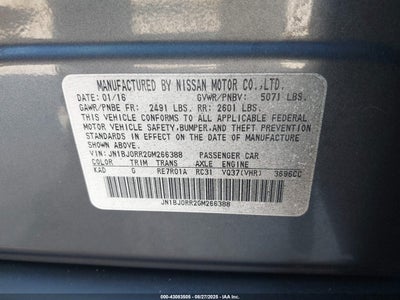 MANUFACTURED BY NISSAN MOTOR CO.,LTD.
DATE: 01/16 GVWR/PNBV: 5071 LBS.
GAWR/PNBE FR: 2491 LBS. RR: 2601 LBS.
THIS VEHICLE CONFORMS TO ALL APPLICABLE FEDERAL
MOTOR VEHICLE SAFETY, BUMPER, AND THEFT PREVENTION
STANDARDS IN EFFECT ON THE DATE OF MANUFACTURE
SHOWN ABOVE.
VIN: JN1BJ0RR2GM266388 PASSENGER CAR
COLOR TRIM TRANS AXLE ENGINE
KAD G RE7R01A RC31 VQ37(VHR) 3696CC
JN1BJ0RR2GM266388
800-43083505 - 08/27/2025 - IAAI